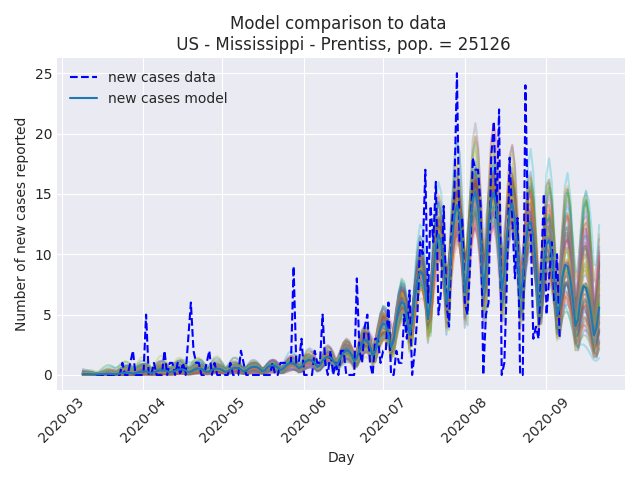 Model comparison to data
US - Mississippi - Prentiss, pop. = 25126
new cases data
new cases model
Number of new cases reported
25
20
15
10
5
0
2020-03
2020-04
2020-05
2020-06
2020-07
2020-08
2020-09
Day